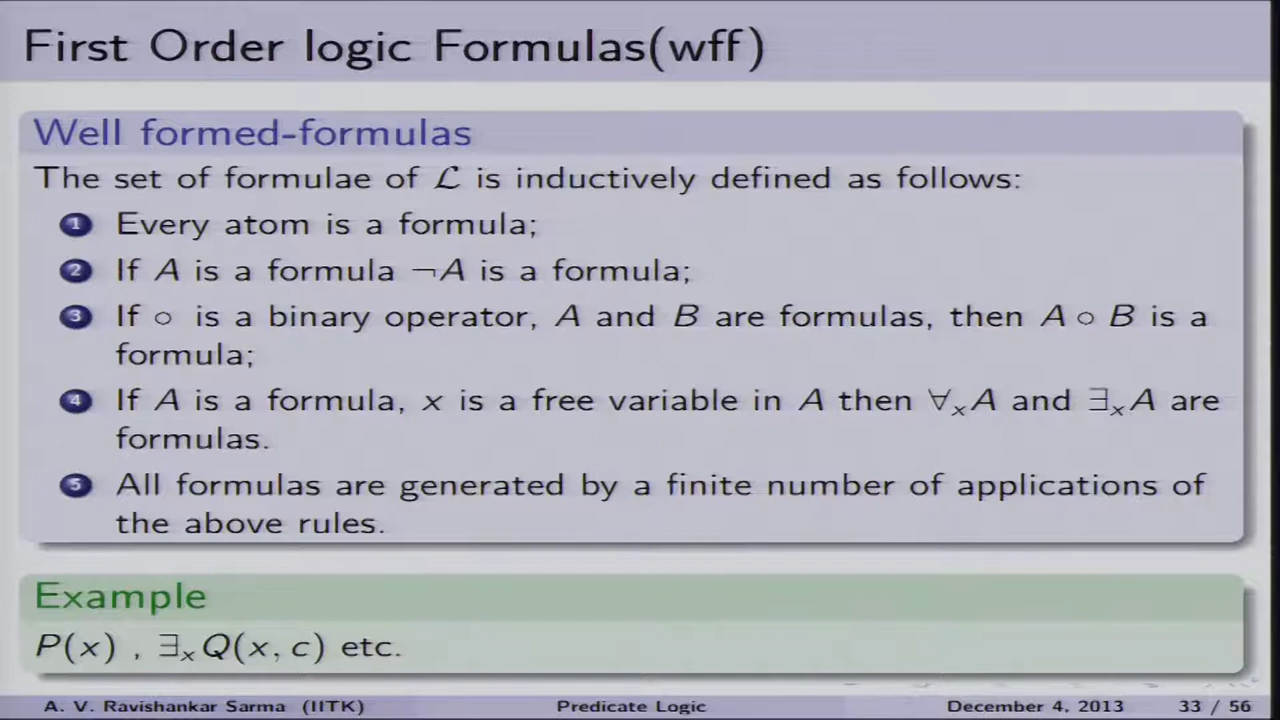 First Order logic Formulas(wff)
Well formed-formulas
The set of formulae of ℒ is inductively defined as follows:
1 Every atom is a formula;
2 If A is a formula ¬A is a formula;
3 If ∘ is a binary operator, A and B are formulas, then A ∘ B is a
formula;
4 If A is a formula, x is a free variable in A then ∀ₓA and ∃ₓA are
formulas.
5 All formulas are generated by a finite number of applications of
the above rules.
Example
P(x) , ∃ₓQ(x, c) etc.
A. V. Ravishankar Sarma (IITK) Predicate Logic December 4, 2013 33 / 56